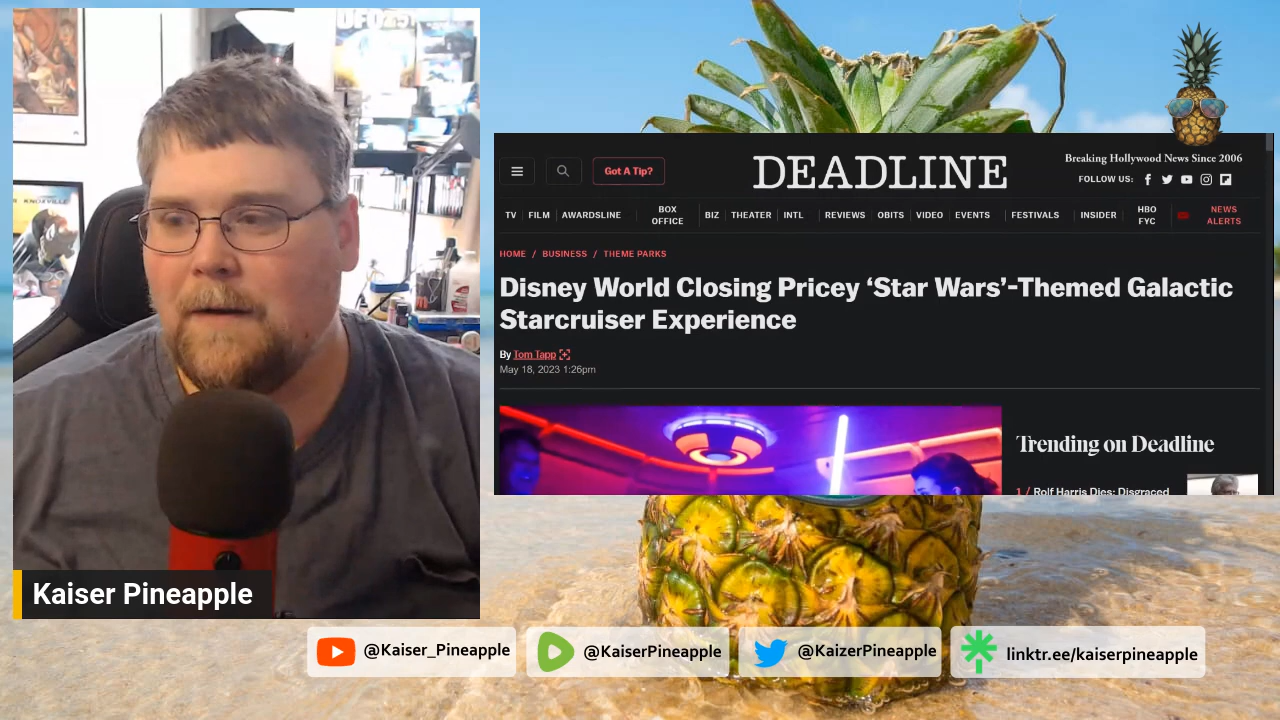 UFO
KNOXVILLE
Kaiser Pineapple
Got A Tip?
DEADLINE
Breaking Hollywood News Since 2006
FOLLOW US:
TV
FILM
AWARDSLINE
BOX OFFICE
BIZ
THEATER
INTL
REVIEWS
OBITS
VIDEO
EVENTS
FESTIVALS
INSIDER
HBO FYC
NEWS ALERTS
HOME / BUSINESS / THEME PARKS
Disney World Closing Pricey ‘Star Wars’-Themed Galactic
Starcruiser Experience
By Tom Tapp
May 18, 2023 1:26pm
Trending on Deadline
1 / Rolf Harris Dies: Disgraced
@Kaiser_Pineapple
@KaiserPineapple
@KaizerPineapple
linktr.ee/kaiserpineapple